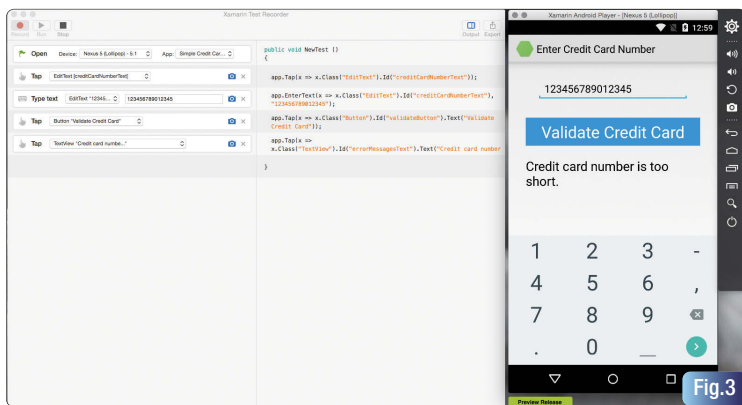 Xamarin Test Recorder
Record Run Stop
Output Export
Open Device: Nexus 5 (Lollipop) - 5.1 App: Simple Credit Car...
Tap EditText [creditCardNumberText]
Type text EditText "12345... 123456789012345
Tap Button "Validate Credit Card"
Tap TextView "Credit card numbe..."
public void NewTest ()
{
app.Tap(x => x.Class("EditText").Id("creditCardNumberText"));
app.EnterText(x => x.Class("EditText").Id("creditCardNumberText"),
"123456789012345");
app.Tap(x => x.Class("Button").Id("validateButton").Text("Validate
Credit Card"));
app.Tap(x =>
x.Class("TextView").Id("errorMessagesText").Text("Credit card number
}
Xamarin Android Player - [Nexus 5 (Lollipop)]
12:59
Enter Credit Card Number
123456789012345
Validate Credit Card
Credit card number is too
short.
1 2 3 -
4 5 6 ,
7 8 9
. 0 _
Preview Release
Fig.3